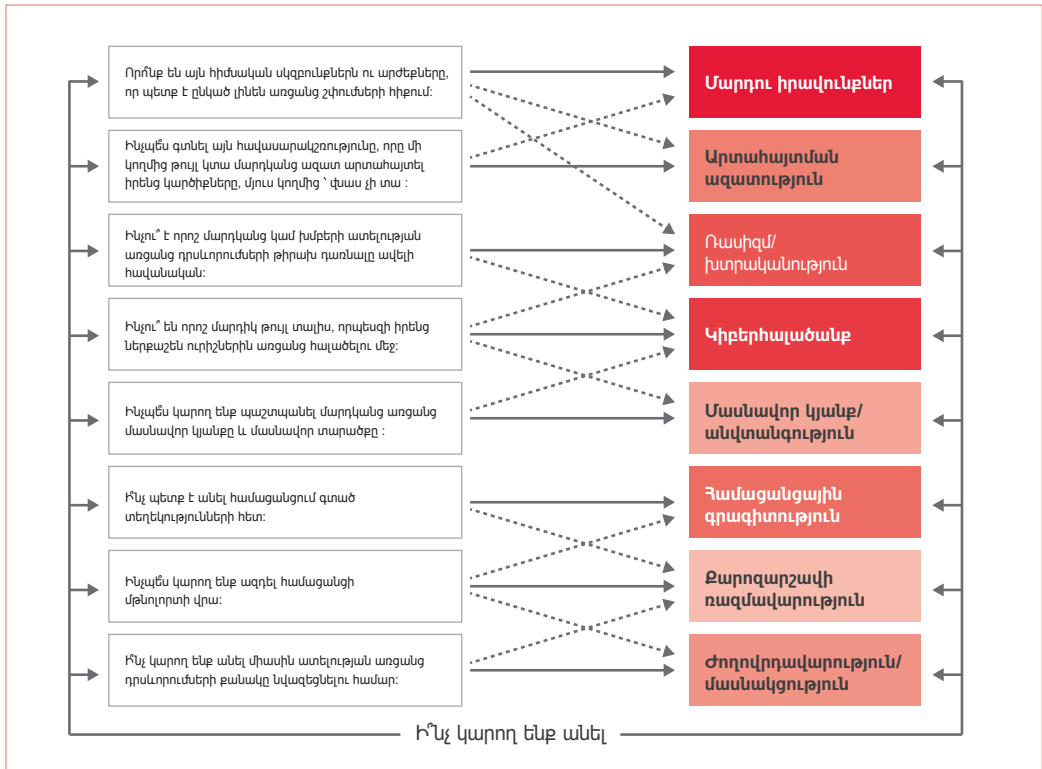 Որո՞նք են այն հիմնական սկզբունքներն ու արժեքները,
որ պետք է ընկած լինեն առցանց շփումների հիքում:
Մարդու իրավունքներ
Ինչպե՞ս գտնել այն հավասարակշռությունը, որը մի
կողմից թույլ կտա մարդկանց ազատ արտահայտել
իրենց կարծիքները, մյուս կողմից ՝ վնաս չի տա :
Արտահայտման
ազատություն
Ինչու՞ է որոշ մարդկանց կամ խմբերի ատելության
առցանց դրսևորումների թիրախ դառնալը ավելի
հավանական:
Ռասիզմ/
խտրականություն
Ինչու՞ են որոշ մարդիկ թույլ տալիս, որպեսզի իրենց
ներքաշեն ուրիշներին առցանց հալածելու մեջ:
Կիբերհալածանք
Ինչպե՞ս կարող ենք պաշտպանել մարդկանց առցանց
մասնավոր կյանքը և մասնավոր տարածքը :
Մասնավոր կյանք/
անվտանգություն
Ի՞նչ պետք է անել համացանցում գտած
տեղեկությունների հետ:
Համացանցային
գրագիտություն
Ինչպե՞ս կարող ենք ազդել համացանցի
մթնոլորտի վրա:
Քարոզարշավի
ռազմավարություն
Ի՞նչ կարող ենք անել միասին ատելության առցանց
դրսևորումների քանակը նվազեցնելու համար:
Ժողովրդավարություն/
մասնակցություն
Ի՞նչ կարող ենք անել